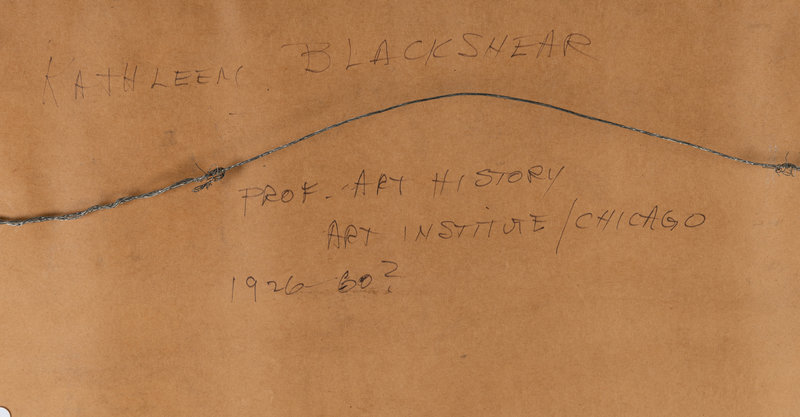 KATHLEEN BLACKSHEAR
PROF. ART HISTORY
ART INSTITUTE / CHICAGO
1926-60?